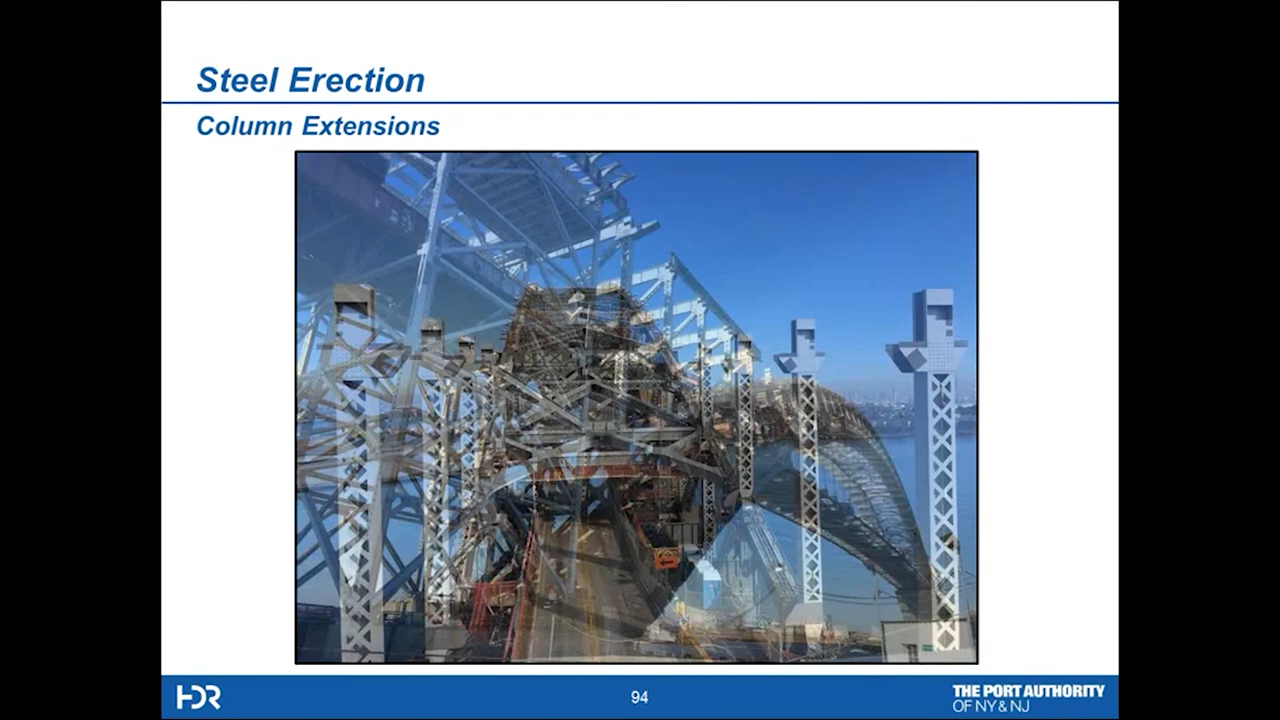 Steel Erection
Column Extensions
HDR
94
THE PORT AUTHORITY
OF NY & NJ